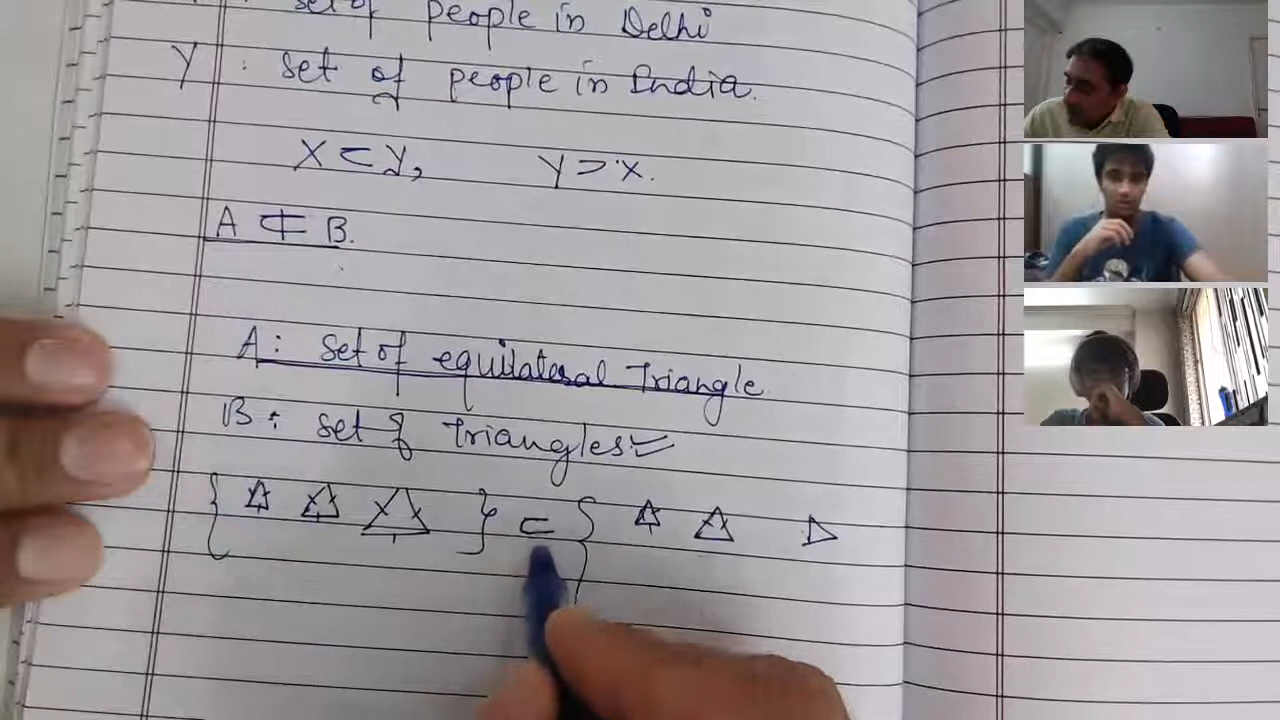 set of people in Delhi
Y : set of people in India.
X ⊂ Y, Y ⊃ X.
A ⊄ B.
A : Set of equilateral Triangle
B : set of Triangles
{ △ △ △ } ⊂ { △ △ △